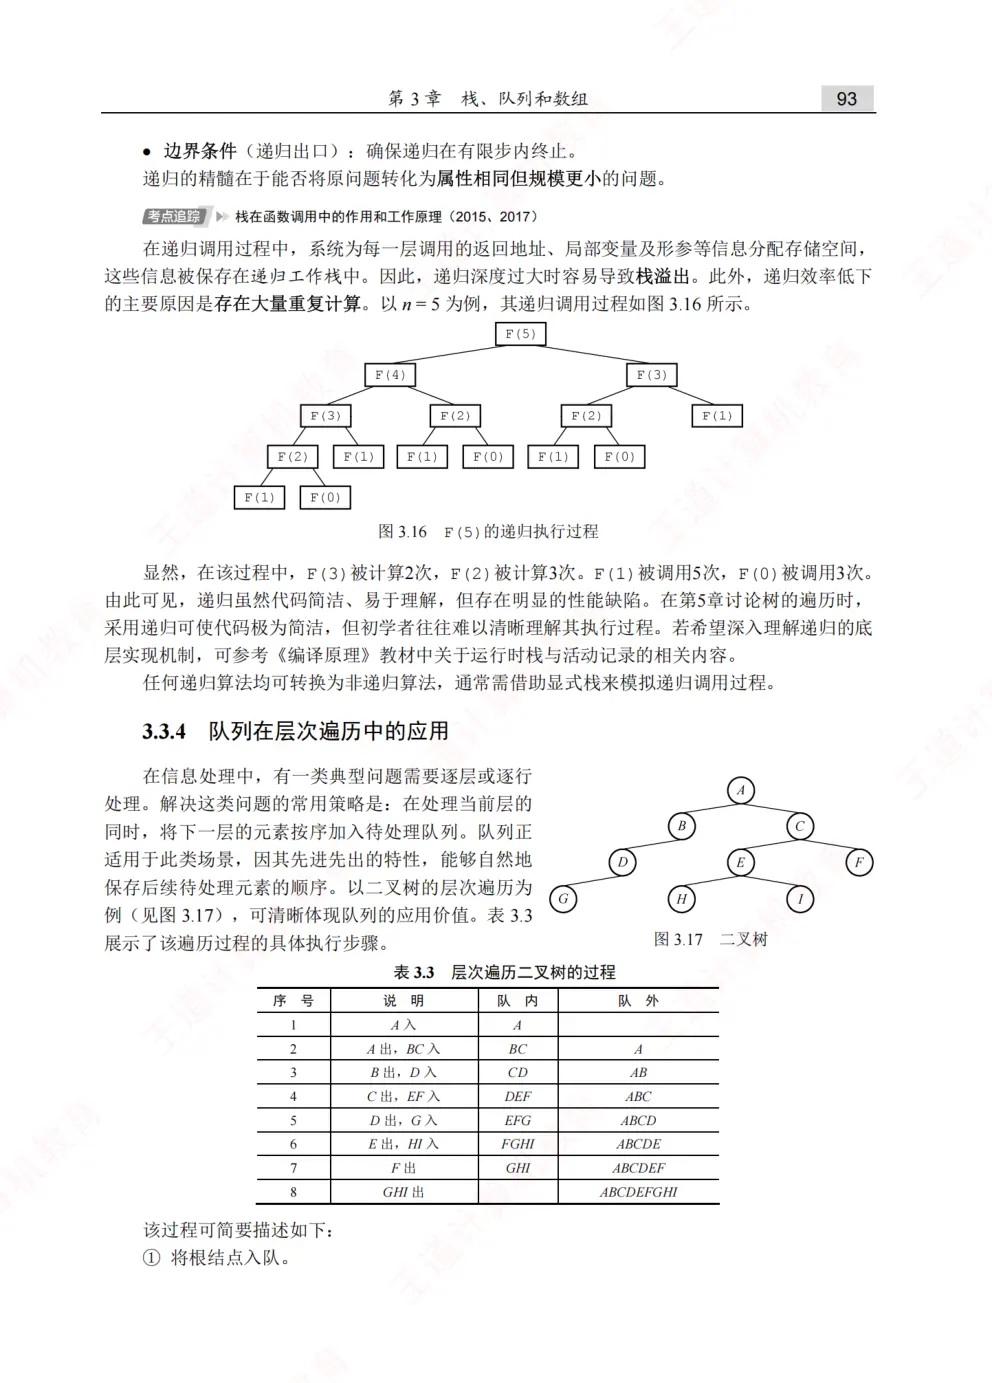 第 3 章 栈、队列和数组 93
● 边界条件（递归出口）：确保递归在有限步内终止。
递归的精髓在于能否将原问题转化为属性相同但规模更小的问题。
考点追踪 栈在函数调用中的作用和工作原理（2015、2017）
在递归调用过程中，系统为每一层调用的返回地址、局部变量及形参等信息分配存储空间，
这些信息被保存在递归工作栈中。因此，递归深度过大时容易导致栈溢出。此外，递归效率低下
的主要原因是存在大量重复计算。以 n = 5 为例，其递归调用过程如图 3.16 所示。
F(5)
F(4) F(3)
F(3) F(2) F(2) F(1)
F(2) F(1) F(1) F(0) F(1) F(0)
F(1) F(0)
图 3.16 F(5)的递归执行过程
显然，在该过程中，F(3)被计算2次，F(2)被计算3次。F(1)被调用5次，F(0)被调用3次。
由此可见，递归虽然代码简洁、易于理解，但存在明显的性能缺陷。在第5章讨论树的遍历时，
采用递归可使代码极为简洁，但初学者往往难以清晰理解其执行过程。若希望深入理解递归的底
层实现机制，可参考《编译原理》教材中关于运行时栈与活动记录的相关内容。
任何递归算法均可转换为非递归算法，通常需借助显式栈来模拟递归调用过程。
3.3.4 队列在层次遍历中的应用
在信息处理中，有一类典型问题需要逐层或逐行
处理。解决这类问题的常用策略是：在处理当前层的
同时，将下一层的元素按序加入待处理队列。队列正
适用于此类场景，因其先进先出的特性，能够自然地
保存后续待处理元素的顺序。以二叉树的层次遍历为
例（见图 3.17），可清晰体现队列的应用价值。表 3.3
展示了该遍历过程的具体执行步骤。
A
B C
D E F
G H I
图 3.17 二叉树
表 3.3 层次遍历二叉树的过程
序 号 说 明 队 内 队 外
1 A 入 A
2 A 出，BC 入 BC A
3 B 出，D 入 CD AB
4 C 出，EF 入 DEF ABC
5 D 出，G 入 EFG ABCD
6 E 出，HI 入 FGHI ABCDE
7 F 出 GHI ABCDEF
8 GHI 出 ABCDEFGHI
该过程可简要描述如下：
① 将根结点入队。
王道计算机教育